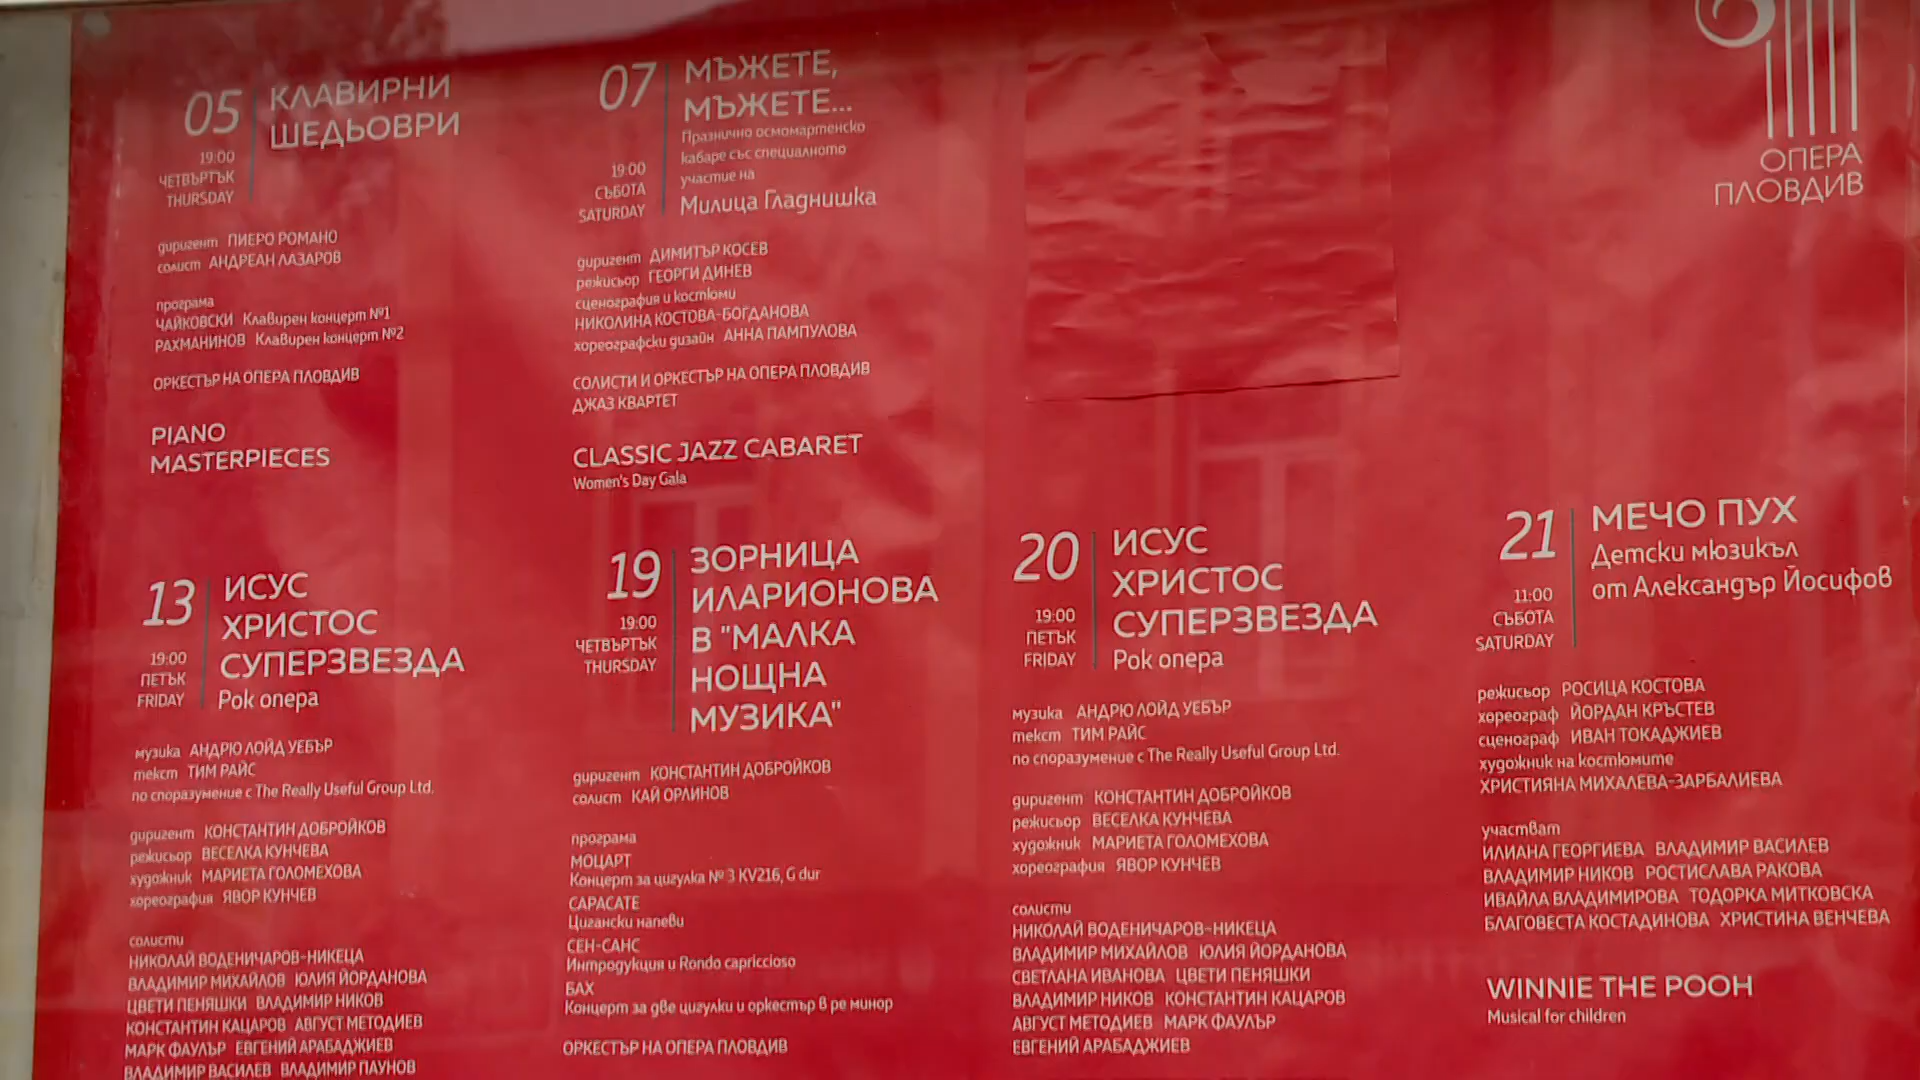 05
КЛАВИРНИ
ШЕДЬОВРИ
19:00
ЧЕТВЪРТЪК
THURSDAY
диригент ПИЕРО РОМАНО
солист АНДРЕАН ЛАЗАРОВ
програма
ЧАЙКОВСКИ Клавирен концерт №1
РАХМАНИНОВ Клавирен концерт №2
ОРКЕСТЪР НА ОПЕРА ПЛОВДИВ
PIANO
MASTERPIECES
07
МЪЖЕТЕ,
МЪЖЕТЕ...
Празнично осмомартенско
кабаре със специалното
участие на
Милица Гладнишка
19:00
СЪБОТА
SATURDAY
диригент ДИМИТЪР КОСЕВ
режисьор ГЕОРГИ ДИНЕВ
сценография и костюми
НИКОЛИНА КОСТОВА-БОГДАНОВА
хореографски дизайн АННА ПАМПУЛОВА
СОЛИСТИ И ОРКЕСТЪР НА ОПЕРА ПЛОВДИВ
ДЖАЗ КВАРТЕТ
CLASSIC JAZZ CABARET
Women's Day Gala
ОПЕРА
ПЛОВДИВ
13
ИСУС
ХРИСТОС
СУПЕРЗВЕЗДА
Рок опера
19:00
ПЕТЪК
FRIDAY
музика АНДРЮ ЛОЙД УЕБЪР
текст ТИМ РАЙС
по споразумение с The Really Useful Group Ltd.
диригент КОНСТАНТИН ДОБРОЙКОВ
режисьор ВЕСЕЛКА КУНЧЕВА
художник МАРИЕТА ГОЛОМЕХОВА
хореография ЯВОР КУНЧЕВ
солисти
НИКОЛАЙ ВОДЕНИЧАРОВ-НИКЕЦА
ВЛАДИМИР МИХАЙЛОВ ЮЛИЯ ЙОРДАНОВА
ЦВЕТИ ПЕНЯШКИ ВЛАДИМИР НИКОВ
КОНСТАНТИН КАЦАРОВ АВГУСТ МЕТОДИЕВ
МАРК ФАУЛЪР ЕВГЕНИЙ АРАБАДЖИЕВ
ВЛАДИМИР ВАСИЛЕВ ВЛАДИМИР ПАУНОВ
19
ЗОРНИЦА
ИЛАРИОНОВА
В "МАЛКА
НОЩНА
МУЗИКА"
19:00
ЧЕТВЪРТЪК
THURSDAY
диригент КОНСТАНТИН ДОБРОЙКОВ
солист КАЙ ОРЛИНОВ
програма
МОЦАРТ
Концерт за цигулка № 3 KV216, G dur
САРАСАТЕ
Цигански напеви
СЕН-САНС
Интродукция и Rondo capriccioso
БАХ
Концерт за две цигулки и оркестър в ре минор
ОРКЕСТЪР НА ОПЕРА ПЛОВДИВ
20
ИСУС
ХРИСТОС
СУПЕРЗВЕЗДА
Рок опера
19:00
ПЕТЪК
FRIDAY
музика АНДРЮ ЛОЙД УЕБЪР
текст ТИМ РАЙС
по споразумение с The Really Useful Group Ltd.
диригент КОНСТАНТИН ДОБРОЙКОВ
режисьор ВЕСЕЛКА КУНЧЕВА
художник МАРИЕТА ГОЛОМЕХОВА
хореография ЯВОР КУНЧЕВ
солисти
НИКОЛАЙ ВОДЕНИЧАРОВ-НИКЕЦА
ВЛАДИМИР МИХАЙЛОВ ЮЛИЯ ЙОРДАНОВА
СВЕТЛАНА ИВАНОВА ЦВЕТИ ПЕНЯШКИ
ВЛАДИМИР НИКОВ КОНСТАНТИН КАЦАРОВ
АВГУСТ МЕТОДИЕВ МАРК ФАУЛЪР
ЕВГЕНИЙ АРАБАДЖИЕВ
21
МЕЧО ПУХ
Детски мюзикъл
от Александър Йосифов
11:00
СЪБОТА
SATURDAY
режисьор РОСИЦА КОСТОВА
хореограф ЙОРДАН КРЪСТЕВ
сценограф ИВАН ТОКАДЖИЕВ
художник на костюмите
ХРИСТИЯНА МИХАЛЕВА-ЗАРБАЛИЕВА
участват
ИЛИАНА ГЕОРГИЕВА ВЛАДИМИР ВАСИЛЕВ
ВЛАДИМИР НИКОВ РОСТИСЛАВА РАКОВА
ИВАЙЛА ВЛАДИМИРОВА ТОДОРКА МИТКОВСКА
БЛАГОВЕСТА КОСТАДИНОВА ХРИСТИНА ВЕНЧЕВА
WINNIE THE POOH
Musical for children